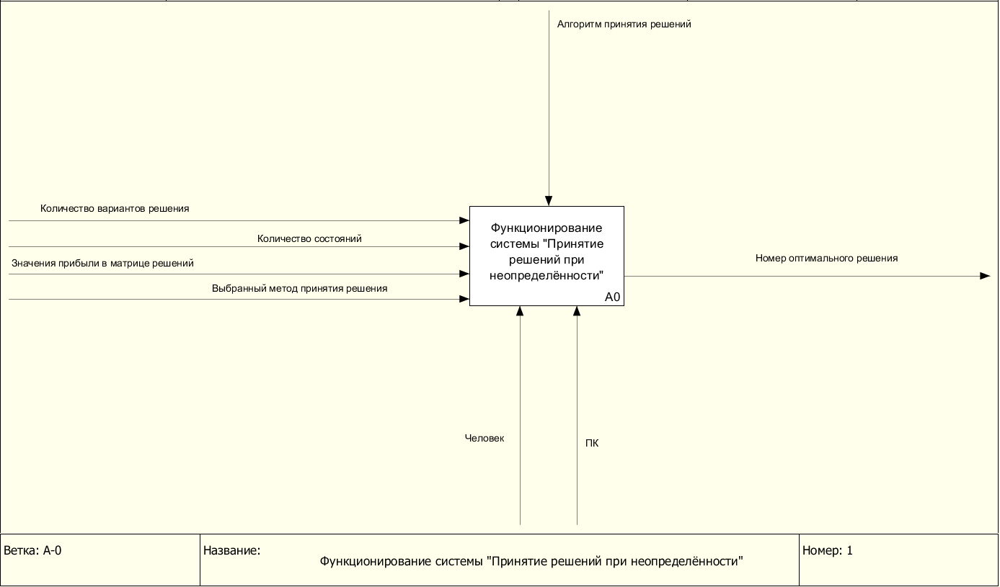 Алгоритм принятия решений
Количество вариантов решения
Количество состояний
Значения прибыли в матрице решений
Выбранный метод принятия решения
Функционирование
системы "Принятие
решений при
неопределённости"
A0
Номер оптимального решения
Человек
ПК
Ветка: A-0
Название:
Функционирование системы "Принятие решений при неопределённости"
Номер: 1